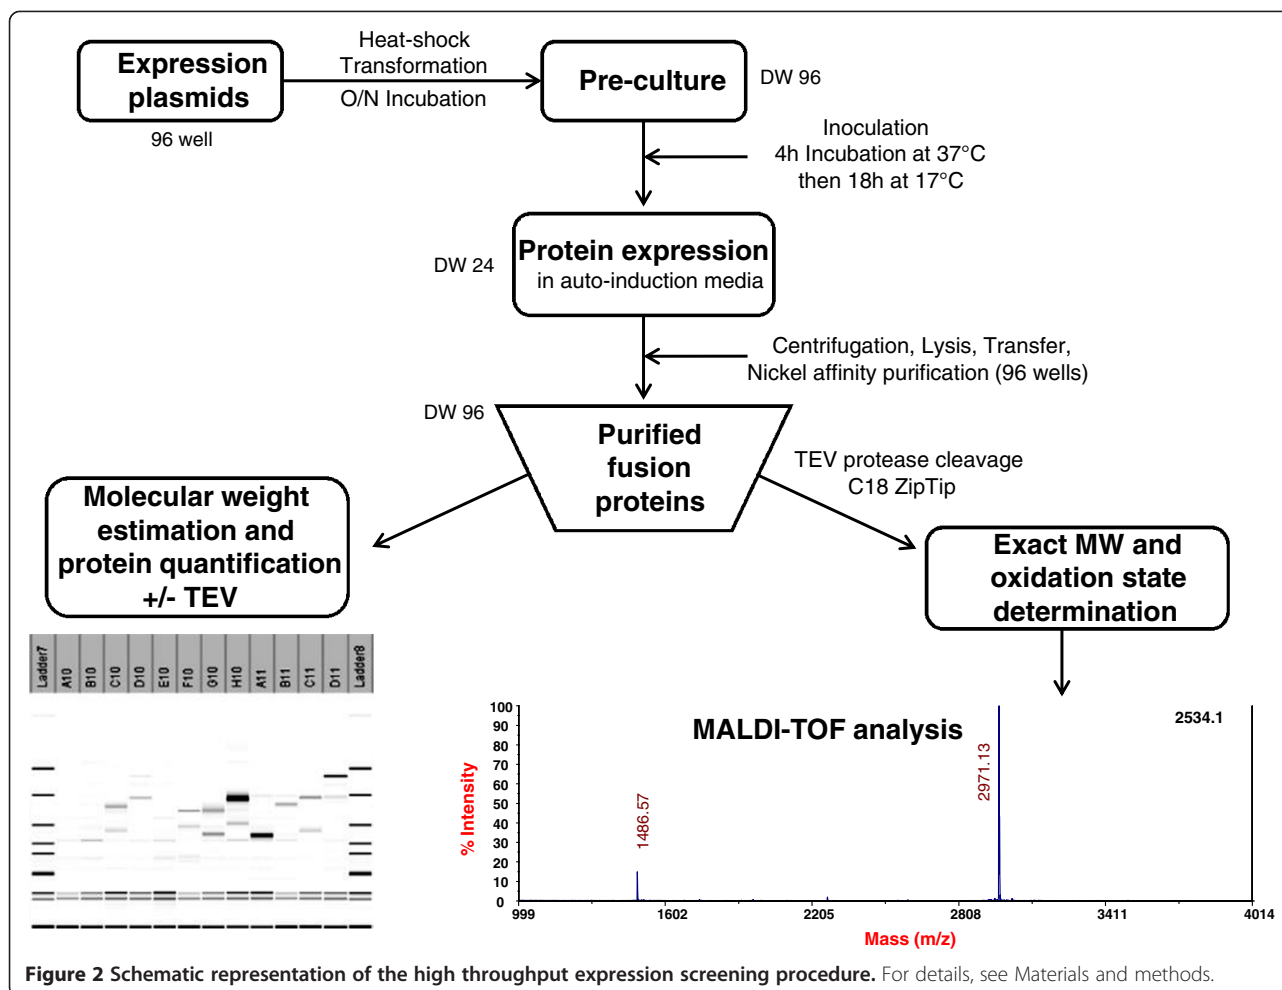 Expression
plasmids
96 well
Heat-shock
Transformation
O/N Incubation
Pre-culture
DW 96
Inoculation
4h Incubation at 37°C
then 18h at 17°C
DW 24
Protein expression
in auto-induction media
Centrifugation, Lysis, Transfer,
Nickel affinity purification (96 wells)
DW 96
Purified
fusion
proteins
TEV protease cleavage
C18 ZipTip
Molecular weight
estimation and
protein quantification
+/- TEV
Exact MW and
oxidation state
determination
Ladder7
A10
B10
C10
D10
E10
F10
G10
H10
A11
B11
C11
D11
Ladder8
MALDI-TOF analysis
2534.1
% Intensity
100
90
80
70
60
50
40
30
20
10
0
1486.57
2971.13
999
1602
2205
2808
3411
4014
Mass (m/z)
Figure 2 Schematic representation of the high throughput expression screening procedure. For details, see Materials and methods.